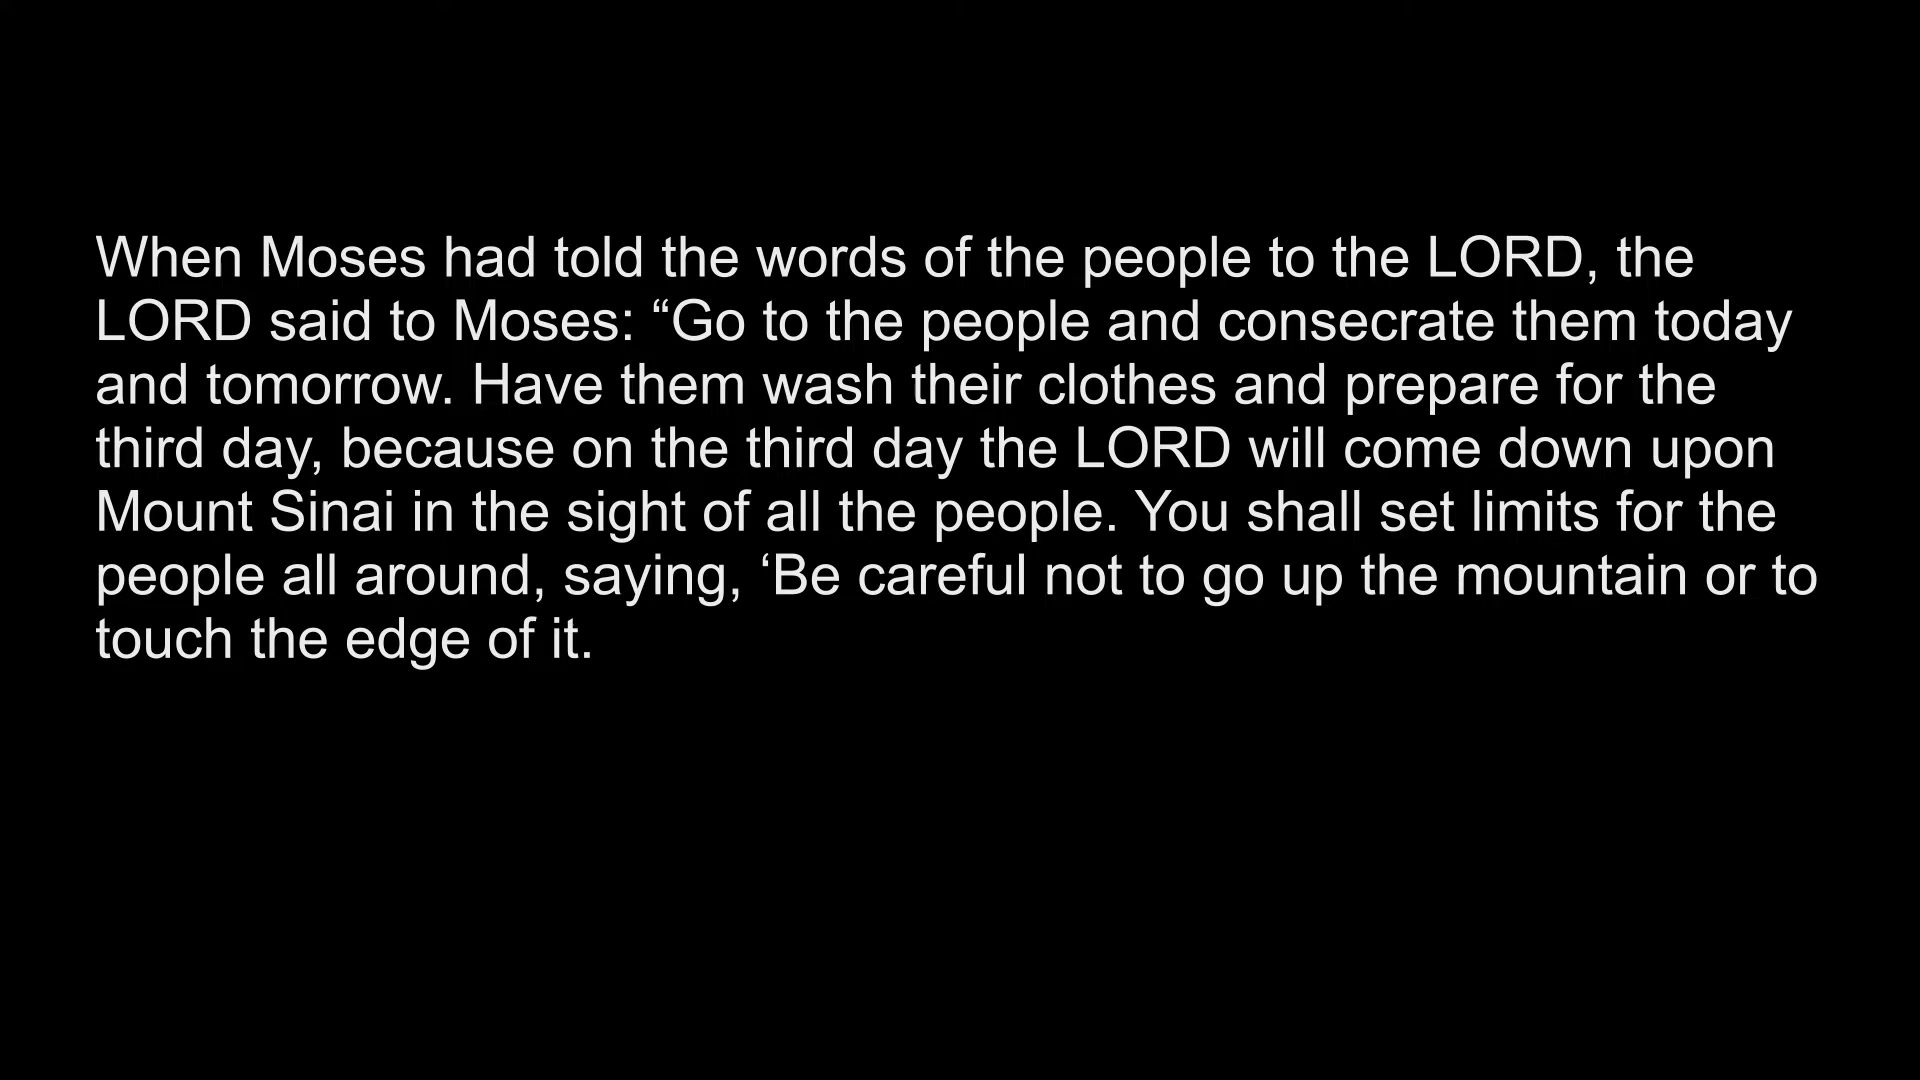 When Moses had told the words of the people to the LORD, the
LORD said to Moses: “Go to the people and consecrate them today
and tomorrow. Have them wash their clothes and prepare for the
third day, because on the third day the LORD will come down upon
Mount Sinai in the sight of all the people. You shall set limits for the
people all around, saying, ‘Be careful not to go up the mountain or to
touch the edge of it.